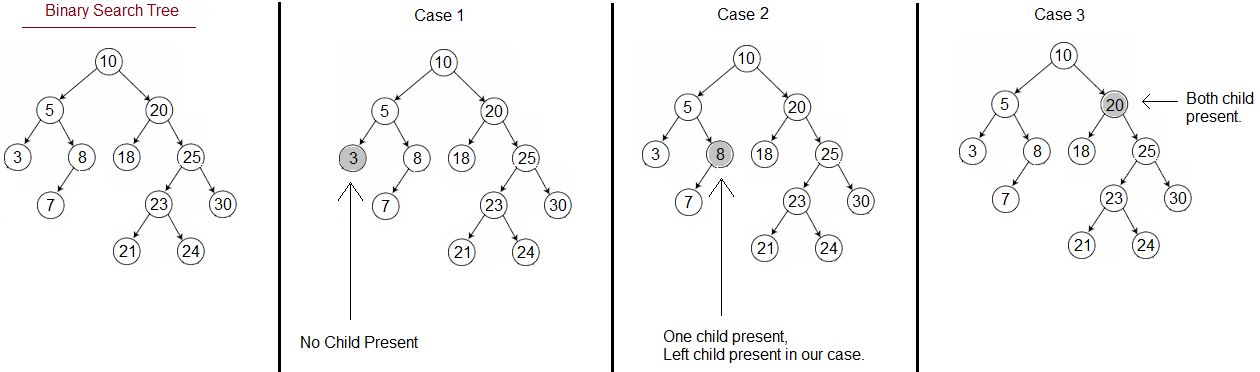 Binary Search Tree
10
5 20
3 8 18 25
7 23 30
21 24
Case 1
10
5 20
3 8 18 25
7 23 30
21 24
No Child Present
Case 2
10
5 20
3 8 18 25
7 23 30
21 24
One child present,
Left child present in our case.
Case 3
10
5 20
3 8 18 25
7 23 30
21 24
Both child
present.